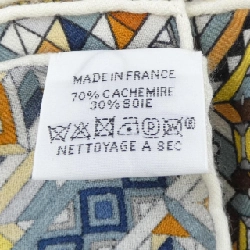 MADE IN FRANCE
70% CACHEMIRE
30% SOIE
NETTOYAGE A SEC